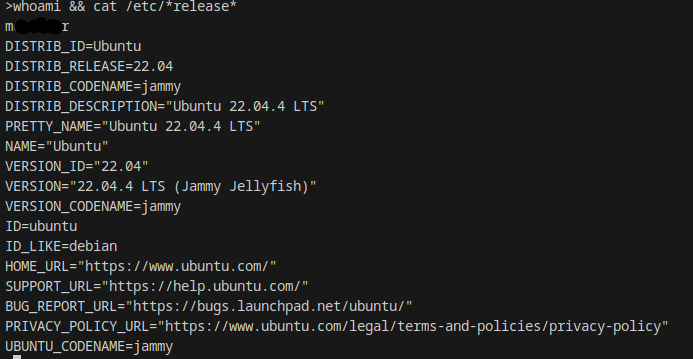 >whoami && cat /etc/*release*
DISTRIB_ID=Ubuntu
DISTRIB_RELEASE=22.04
DISTRIB_CODENAME=jammy
DISTRIB_DESCRIPTION="Ubuntu 22.04.4 LTS"
PRETTY_NAME="Ubuntu 22.04.4 LTS"
NAME="Ubuntu"
VERSION_ID="22.04"
VERSION="22.04.4 LTS (Jammy Jellyfish)"
VERSION_CODENAME=jammy
ID=ubuntu
ID_LIKE=debian
HOME_URL="https://www.ubuntu.com/"
SUPPORT_URL="https://help.ubuntu.com/"
BUG_REPORT_URL="https://bugs.launchpad.net/ubuntu/"
PRIVACY_POLICY_URL="https://www.ubuntu.com/legal/terms-and-policies/privacy-policy"
UBUNTU_CODENAME=jammy